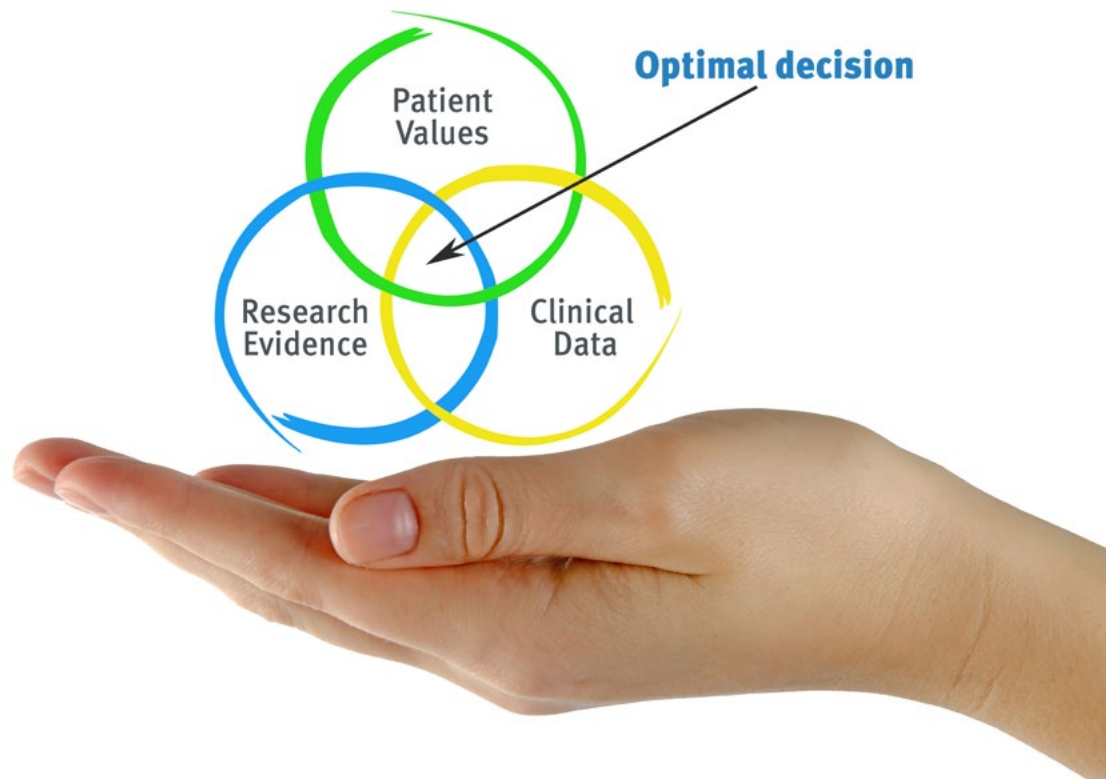 Optimal decision
Patient
Values
Research
Evidence
Clinical
Data